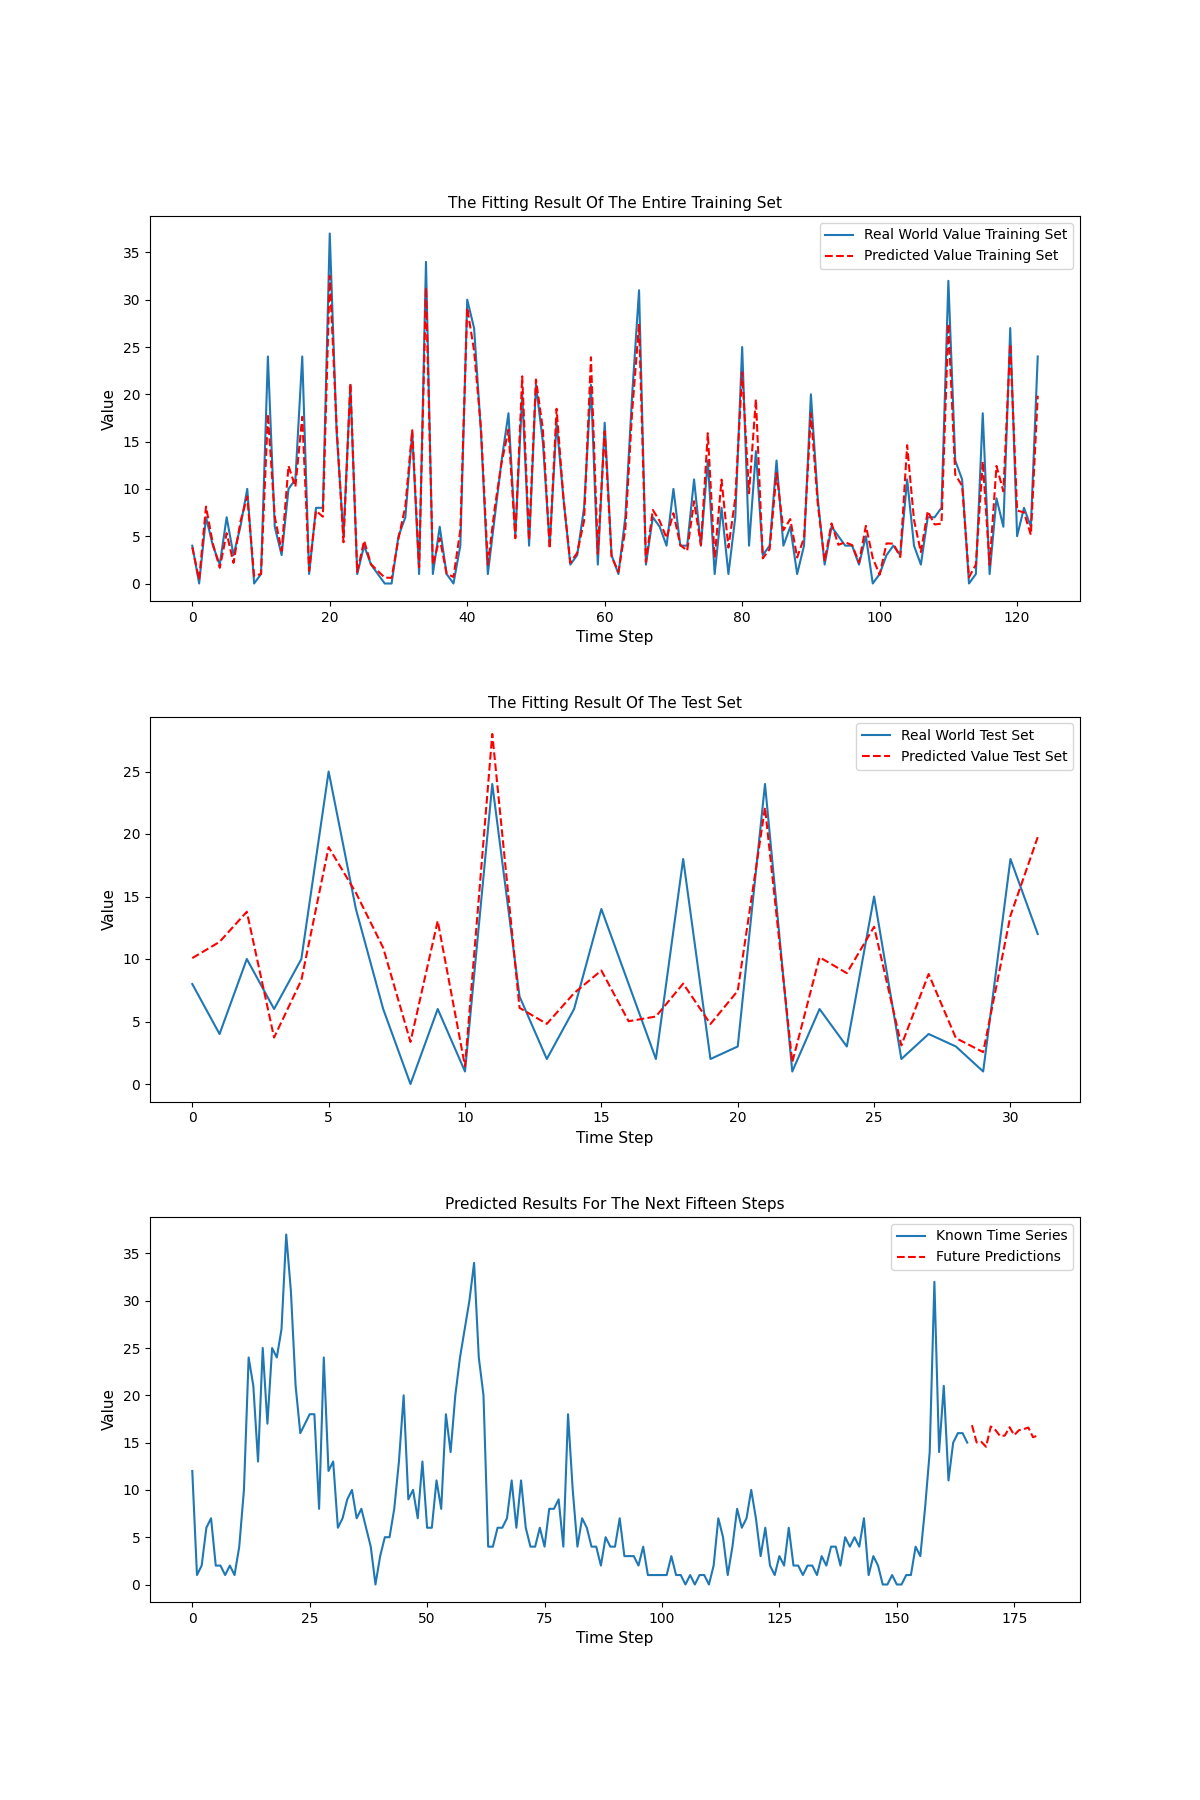 The Fitting Result Of The Entire Training Set
Real World Value Training Set
Predicted Value Training Set
Value
35
30
25
20
15
10
5
0
0 20 40 60 80 100 120
Time Step
The Fitting Result Of The Test Set
Real World Test Set
Predicted Value Test Set
Value
25
20
15
10
5
0
0 5 10 15 20 25 30
Time Step
Predicted Results For The Next Fifteen Steps
Known Time Series
Future Predictions
Value
35
30
25
20
15
10
5
0
0 25 50 75 100 125 150 175
Time Step